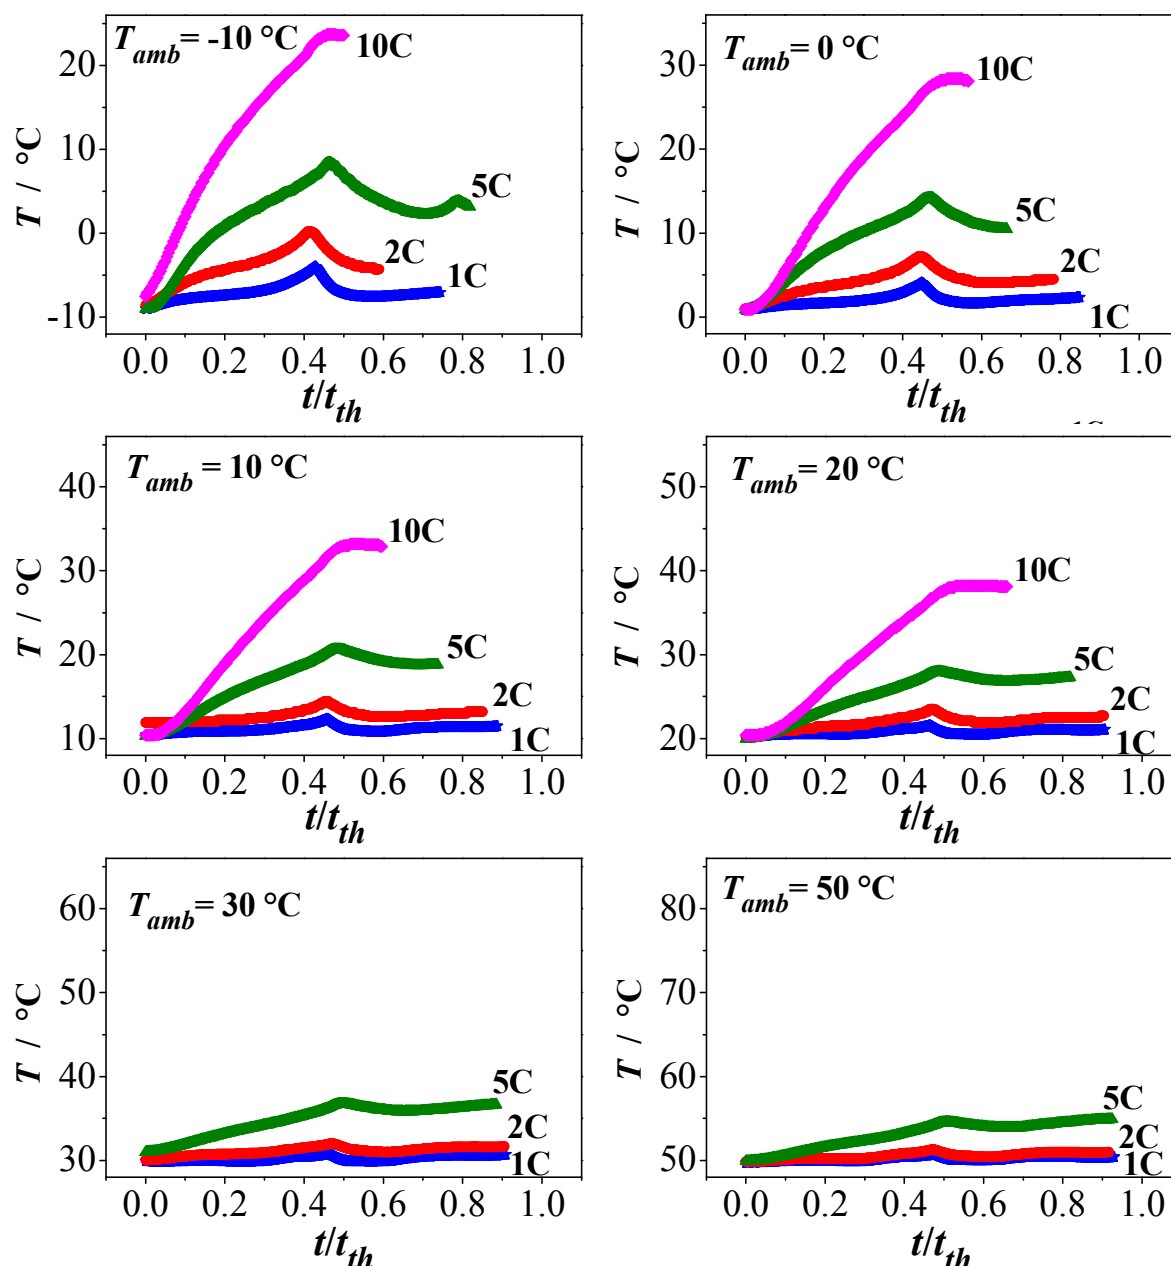 T_amb= -10 °C
10C
5C
2C
1C
20
10
0
-10
T / °C
0.0 0.2 0.4 0.6 0.8 1.0
t/t_th
T_amb= 0 °C
10C
5C
2C
1C
30
20
10
0
T / °C
0.0 0.2 0.4 0.6 0.8 1.0
t/t_th
T_amb = 10 °C
10C
5C
2C
1C
40
30
20
10
T / °C
0.0 0.2 0.4 0.6 0.8 1.0
t/t_th
T_amb= 20 °C
10C
5C
2C
1C
50
40
30
20
T / °C
0.0 0.2 0.4 0.6 0.8 1.0
t/t_th
T_amb= 30 °C
5C
2C
1C
60
50
40
30
T / °C
0.0 0.2 0.4 0.6 0.8 1.0
t/t_th
T_amb= 50 °C
5C
2C
1C
80
70
60
50
T / °C
0.0 0.2 0.4 0.6 0.8 1.0
t/t_th